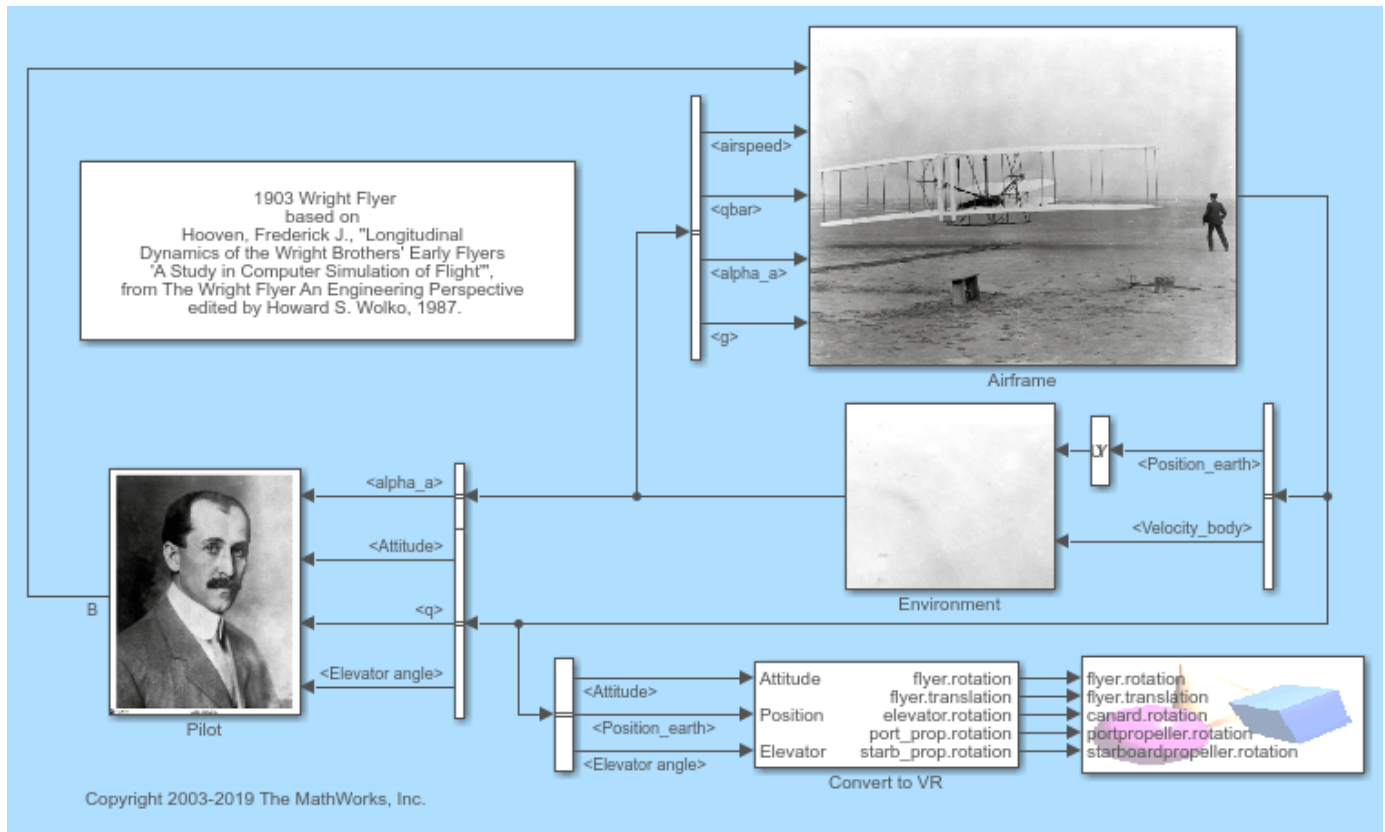 <airspeed>
<qbar>
<alpha_a>
<g>
Airframe
1903 Wright Flyer
based on
Hooven, Frederick J., "Longitudinal
Dynamics of the Wright Brothers' Early Flyers
'A Study in Computer Simulation of Flight'",
from The Wright Flyer An Engineering Perspective
edited by Howard S. Wolko, 1987.
<Position_earth>
<Velocity_body>
Environment
<alpha_a>
<Attitude>
<q>
<Elevator angle>
B
Pilot
<Attitude>
<Position_earth>
<Elevator angle>
Attitude
Position
Elevator
flyer.rotation
flyer.translation
elevator.rotation
port_prop.rotation
starb_prop.rotation
Convert to VR
flyer.rotation
flyer.translation
canard.rotation
portpropeller.rotation
starboardpropeller.rotation
Copyright 2003-2019 The MathWorks, Inc.